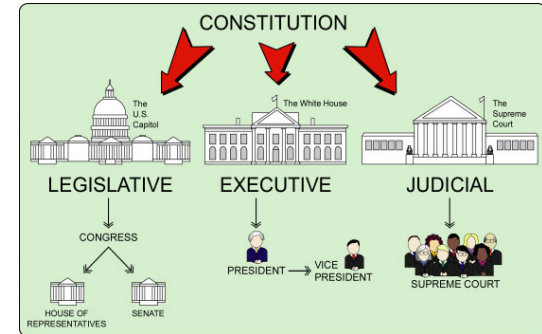 CONSTITUTION
The
U.S.
Capitol
The White House
The
Supreme
Court
LEGISLATIVE
EXECUTIVE
JUDICIAL
CONGRESS
PRESIDENT
VICE
PRESIDENT
SUPREME COURT
HOUSE OF
REPRESENTATIVES
SENATE